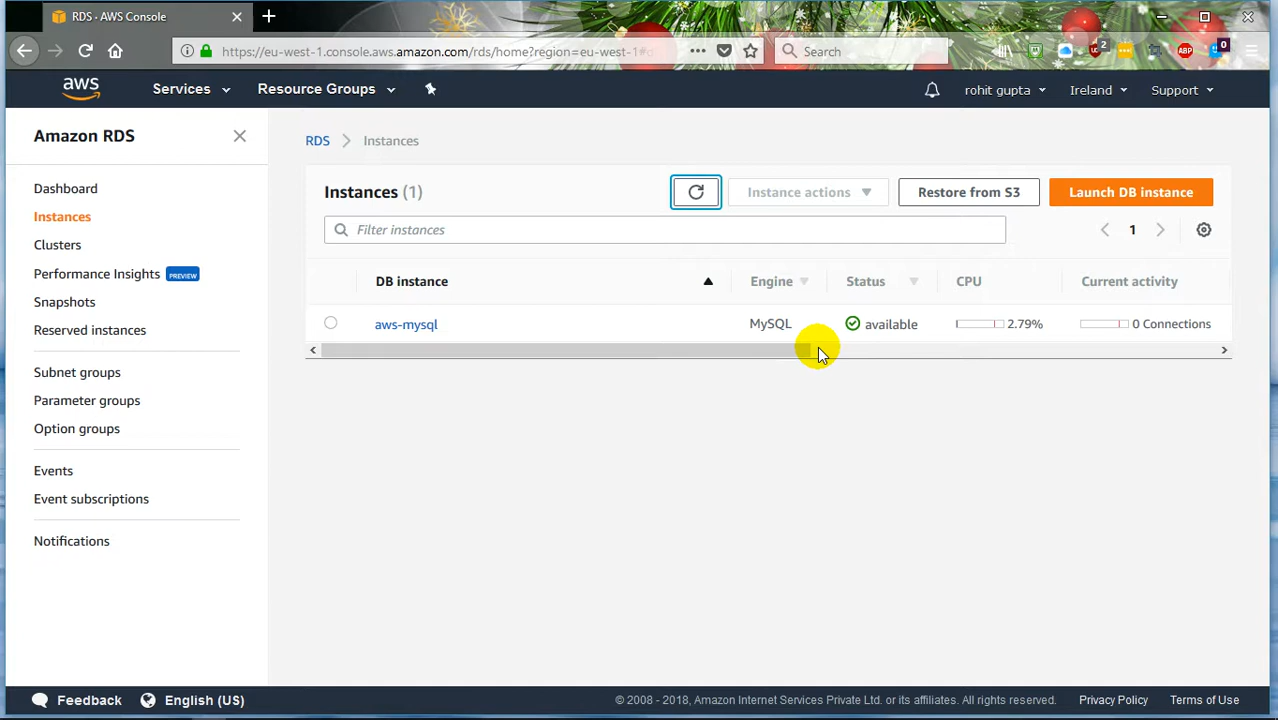 RDS · AWS Console
https://eu-west-1.console.aws.amazon.com/rds/home?region=eu-west-1#d
Search
2
ABP
0
aws
Services
Resource Groups
rohit gupta
Ireland
Support
Amazon RDS
Dashboard
Instances
Clusters
Performance Insights PREVIEW
Snapshots
Reserved instances
Subnet groups
Parameter groups
Option groups
Events
Event subscriptions
Notifications
RDS
Instances
Instances (1)
Instance actions
Restore from S3
Launch DB instance
Filter instances
1
DB instance Engine Status CPU Current activity
aws-mysql MySQL available 2.79% 0 Connections
Feedback
English (US)
© 2008 - 2018, Amazon Internet Services Private Ltd. or its affiliates. All rights reserved.
Privacy Policy
Terms of Use